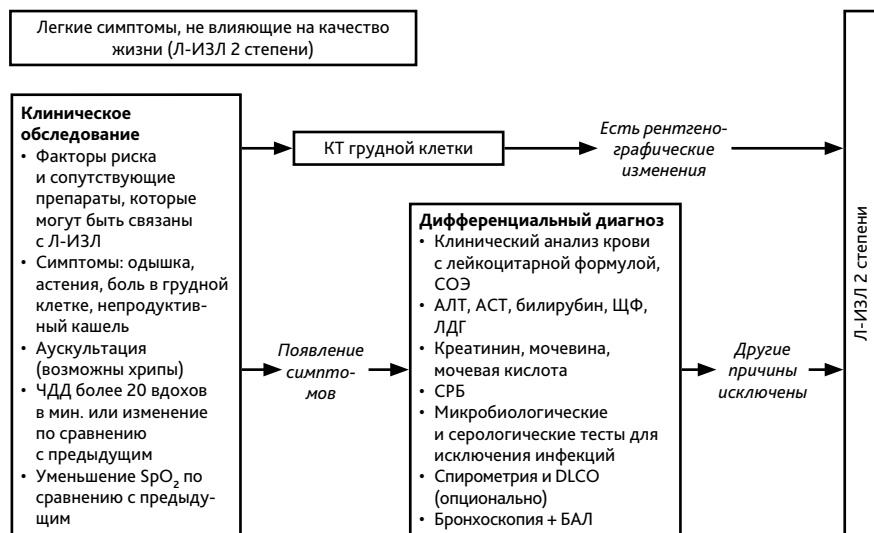 Легкие симптомы, не влияющие на качество
жизни (Л-ИЗЛ 2 степени)
Клиническое
обследование
• Факторы риска
и сопутствующие
препараты, которые
могут быть связаны
с Л-ИЗЛ
• Симптомы: одышка,
астения, боль в грудной
клетке, непродуктив-
ный кашель
• Аускультация
(возможны хрипы)
• ЧДД более 20 вдохов
в мин. или изменение
по сравнению
с предыдущим
• Уменьшение SpO₂ по
сравнению с предыду-
щим
КТ грудной клетки
Есть рентгено-
графические
изменения
Появление
симпто-
мов
Дифференциальный диагноз
• Клинический анализ крови
с лейкоцитарной формулой,
СОЭ
• АЛТ, АСТ, билирубин, ЩФ,
ЛДГ
• Креатинин, мочевина,
мочевая кислота
• СРБ
• Микробиологические
и серологические тесты для
исключения инфекций
• Спирометрия и DLCO
(опционально)
• Бронхоскопия + БАЛ
Другие
причины
исключены
Л-ИЗЛ 2 степени